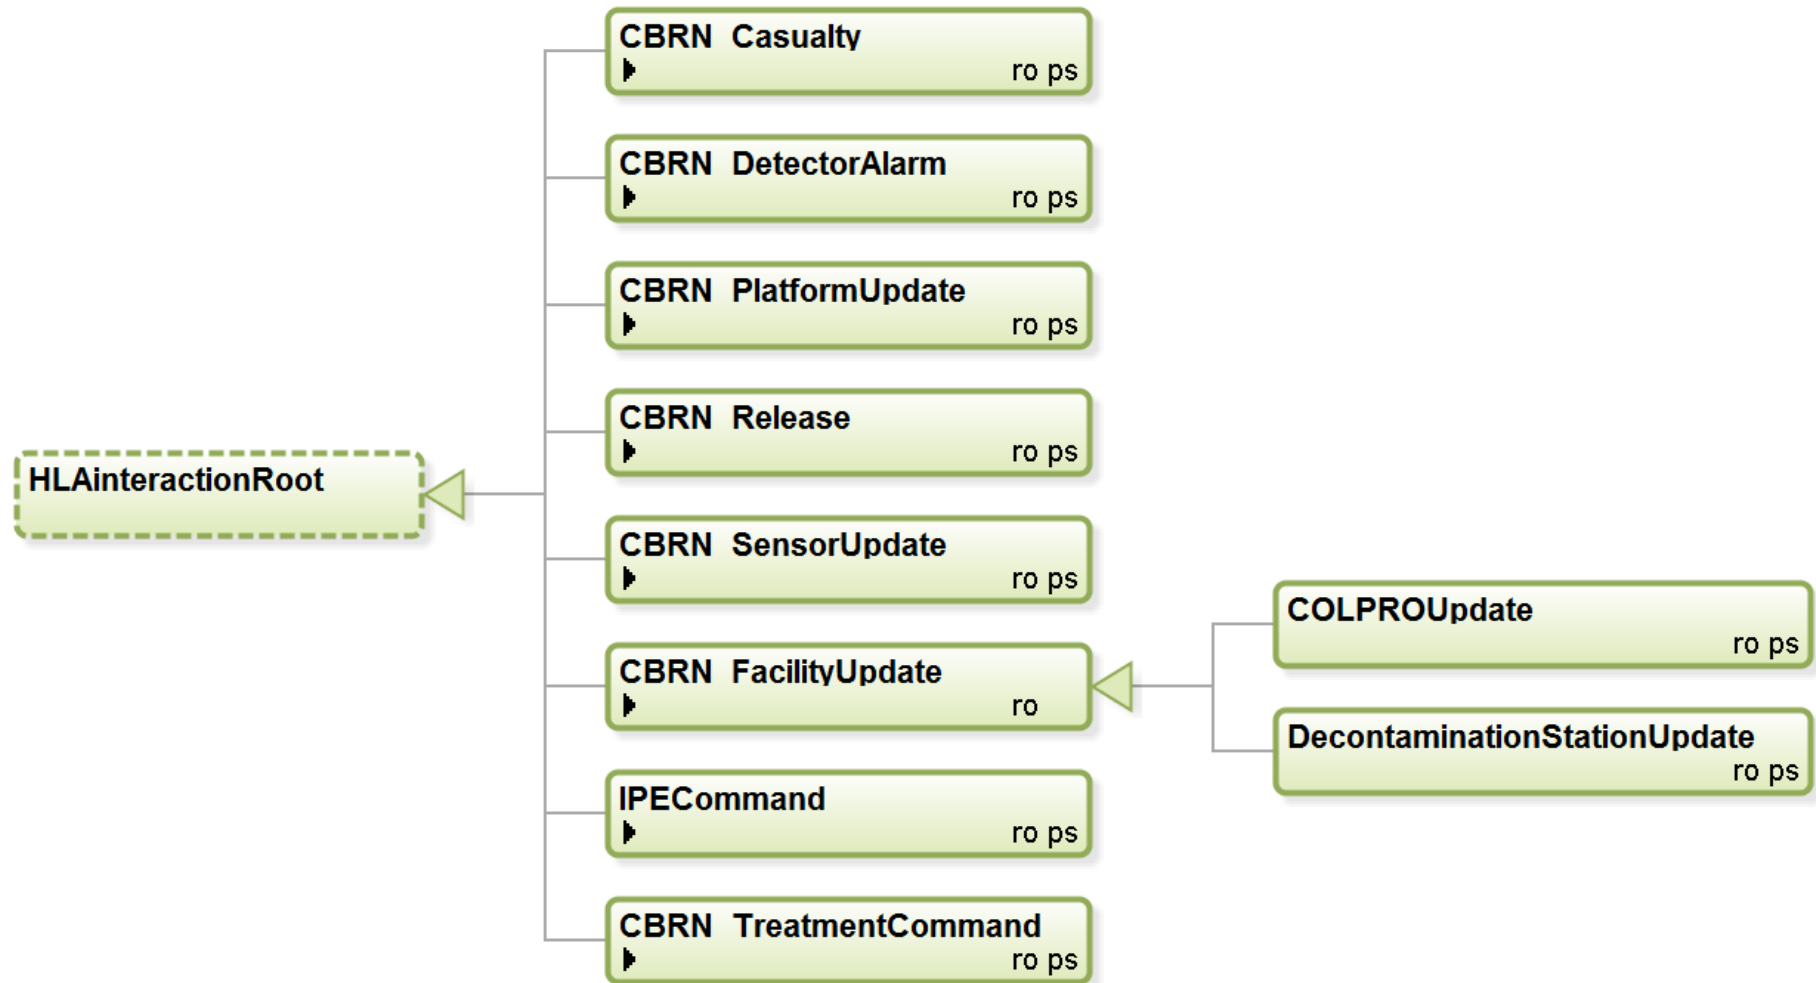 CBRN Casualty
ro ps
CBRN DetectorAlarm
ro ps
CBRN PlatformUpdate
ro ps
CBRN Release
ro ps
HLAinteractionRoot
CBRN SensorUpdate
ro ps
CBRN FacilityUpdate
ro
COLPROUpdate
ro ps
DecontaminationStationUpdate
ro ps
IPECommand
ro ps
CBRN TreatmentCommand
ro ps